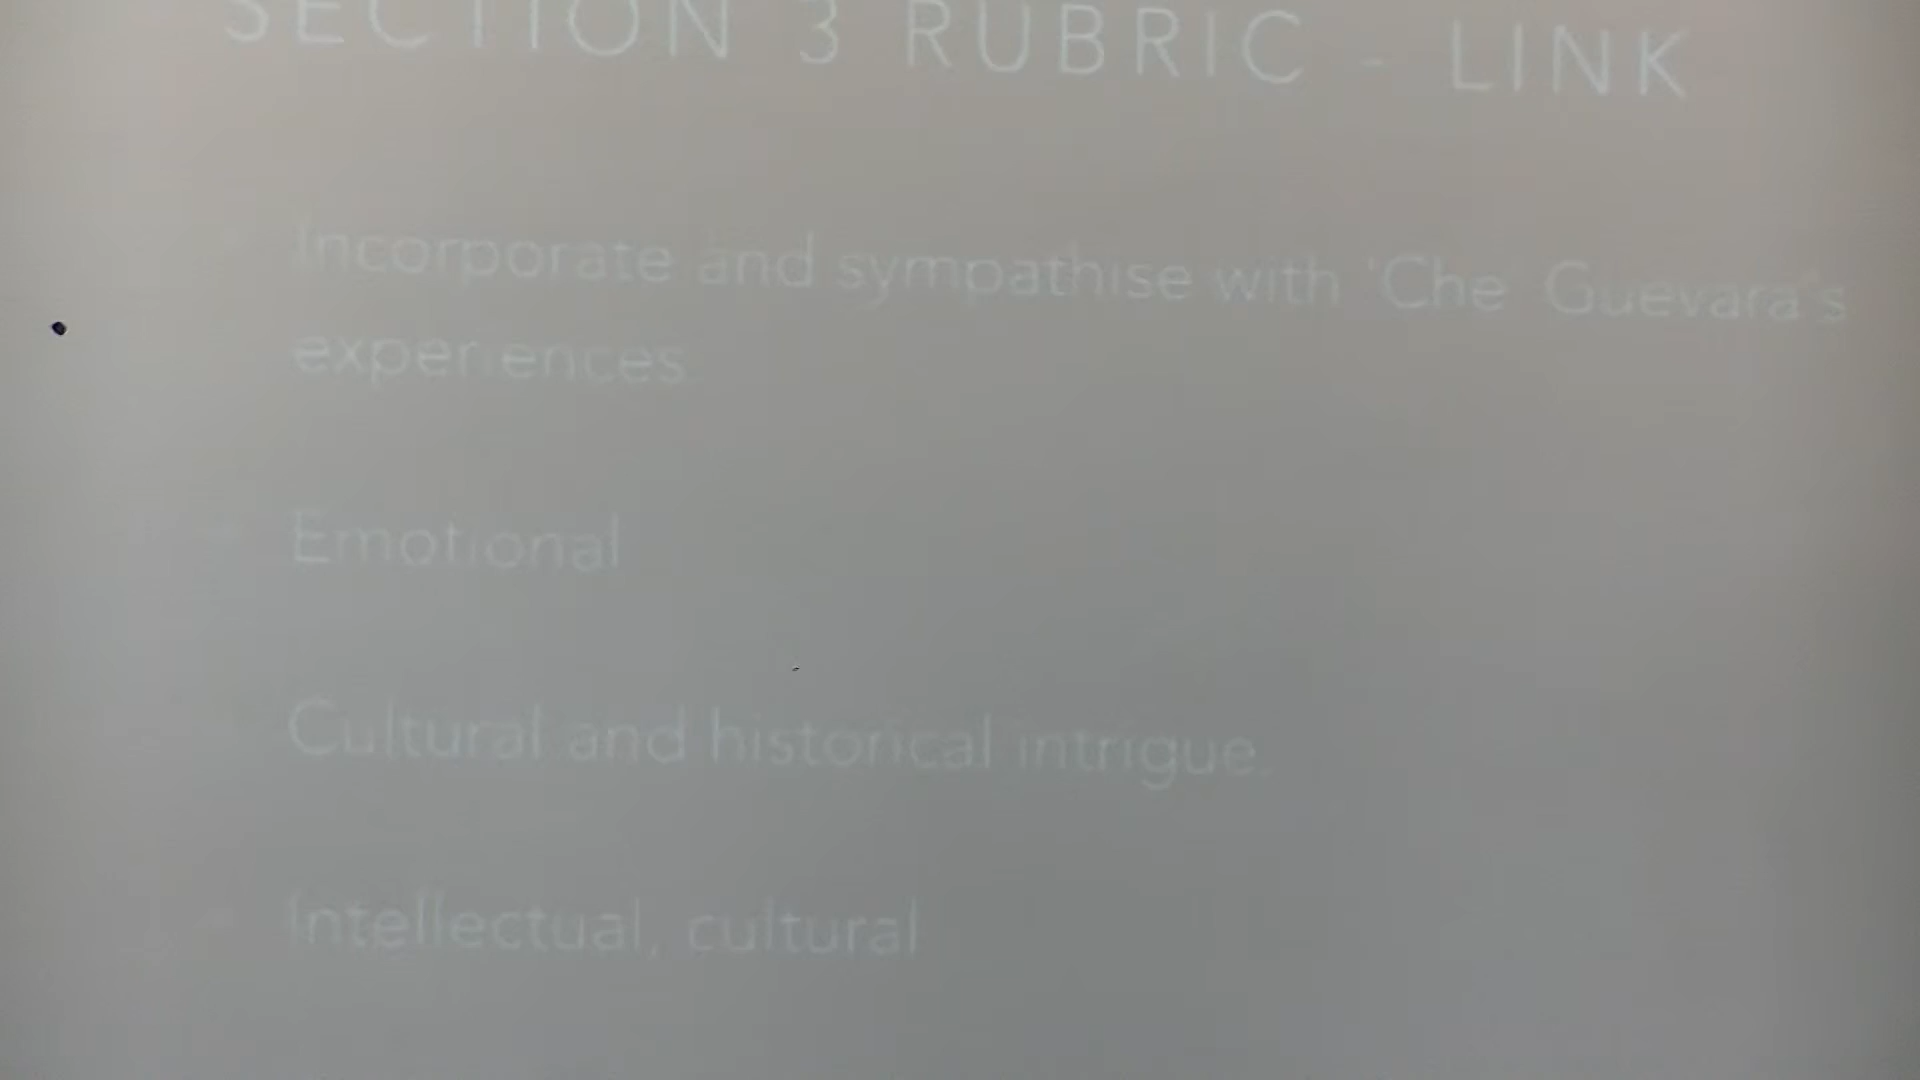 SECTION 3 RUBRIC - LINK
Incorporate and sympathise with 'Che' Guevara's
experiences.
Emotional
Cultural and historical intrigue.
Intellectual, cultural